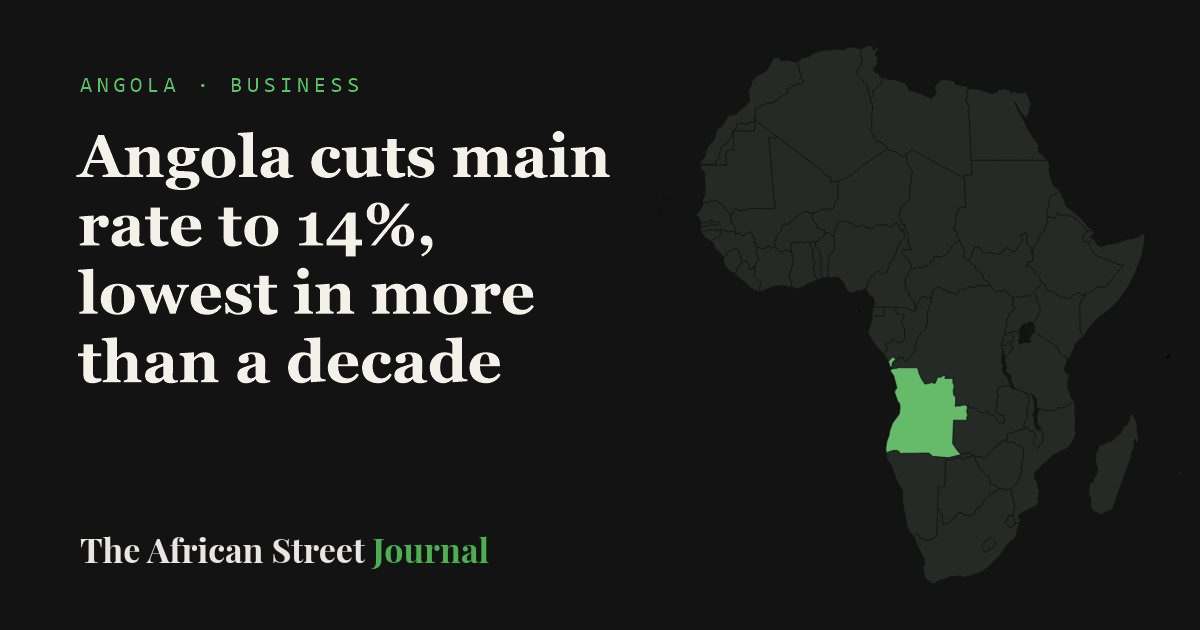 ANGOLA · BUSINESS
Angola cuts main
rate to 14%,
lowest in more
than a decade
The African Street Journal